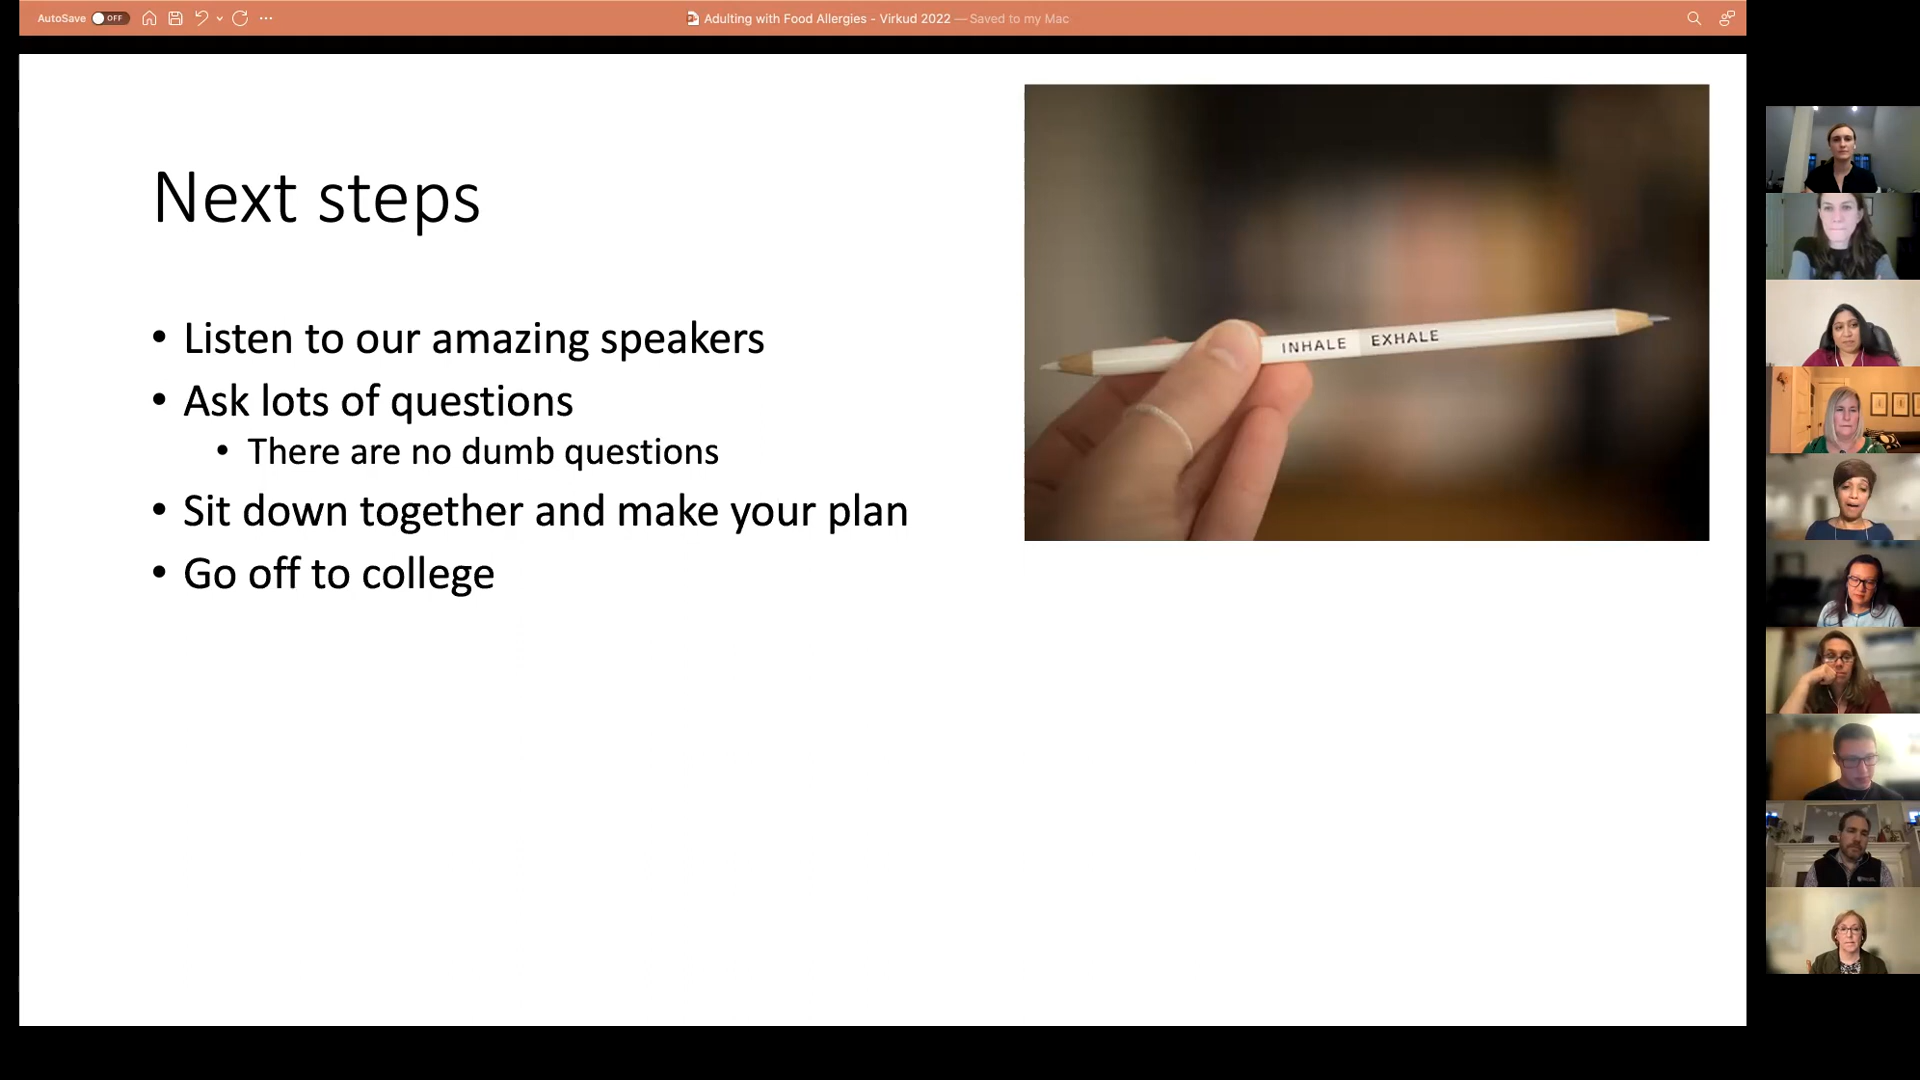 AutoSave OFF
Adulting with Food Allergies - Virkud 2022 — Saved to my Mac
Next steps
• Listen to our amazing speakers
• Ask lots of questions
• There are no dumb questions
• Sit down together and make your plan
• Go off to college
INHALE EXHALE